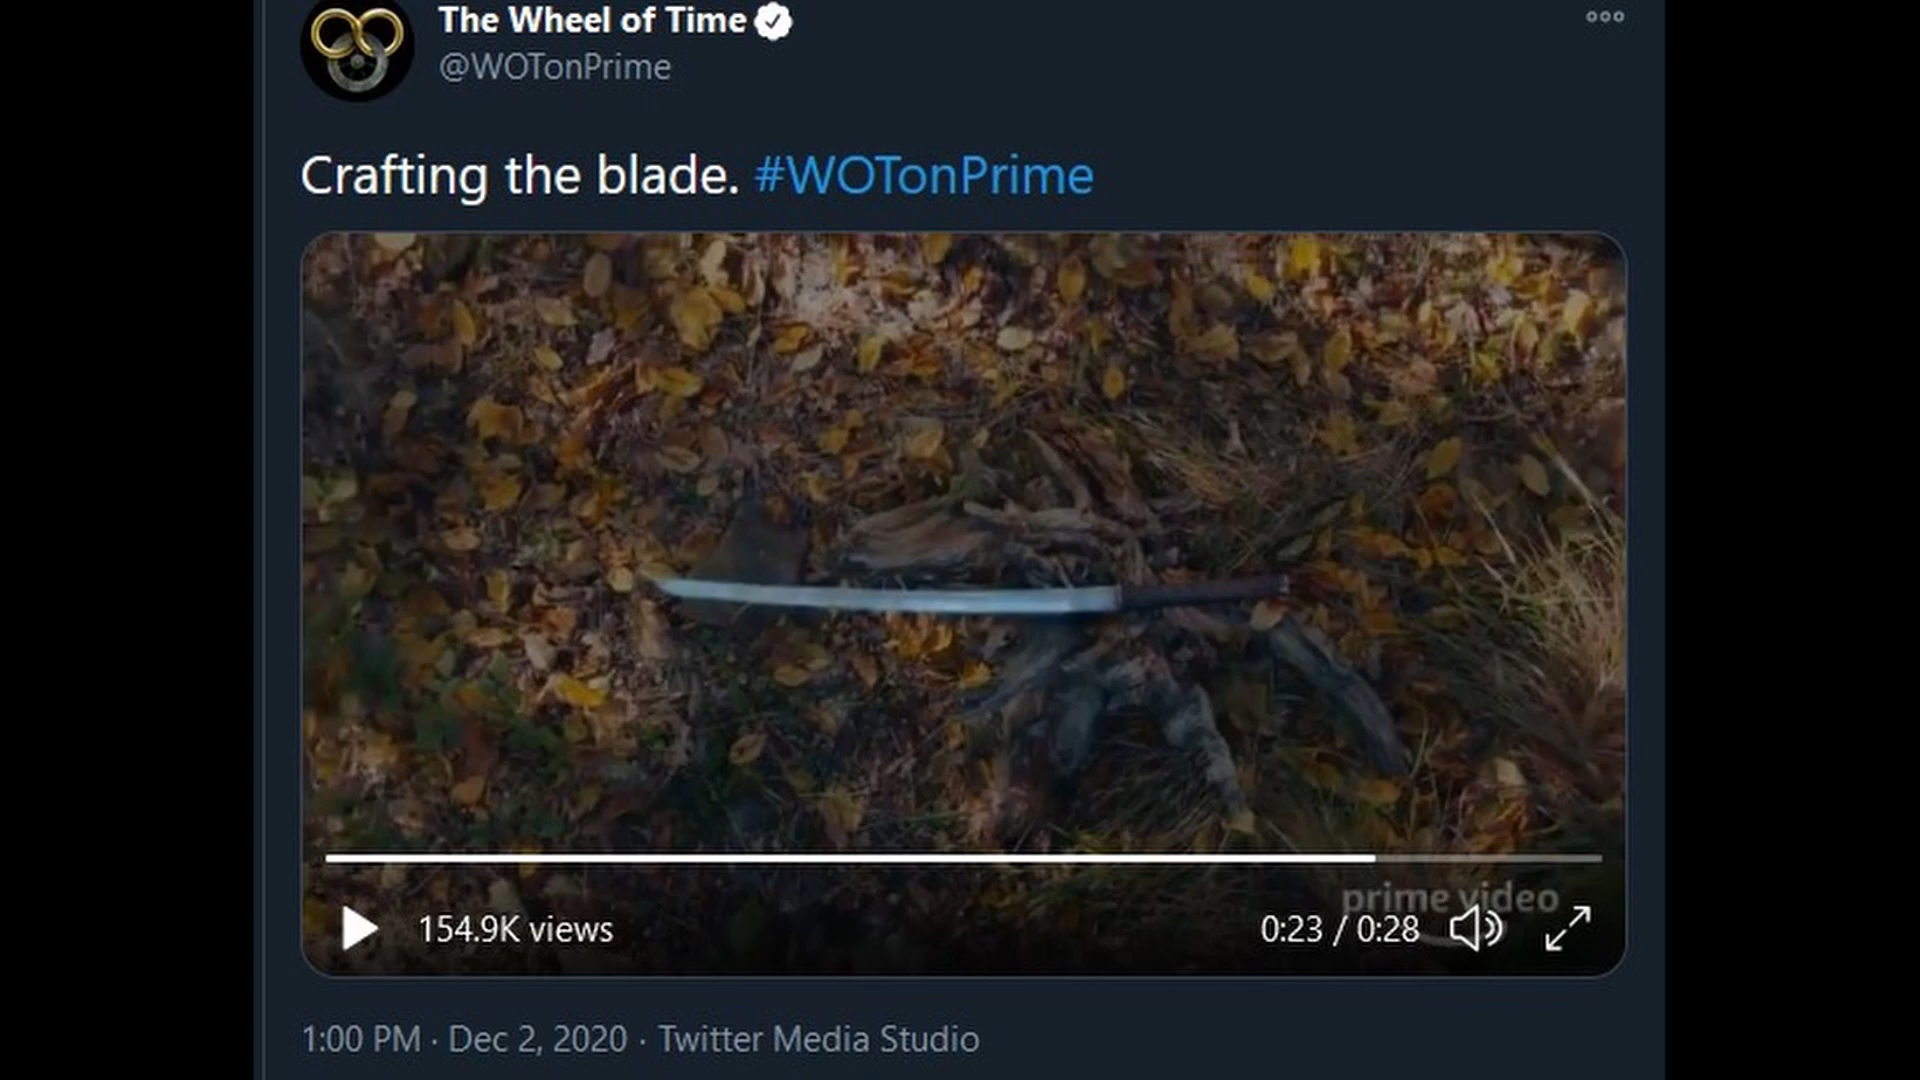 The Wheel of Time
@WOTonPrime
Crafting the blade. #WOTonPrime
prime video
154.9K views
0:23 / 0:28
1:00 PM · Dec 2, 2020 · Twitter Media Studio